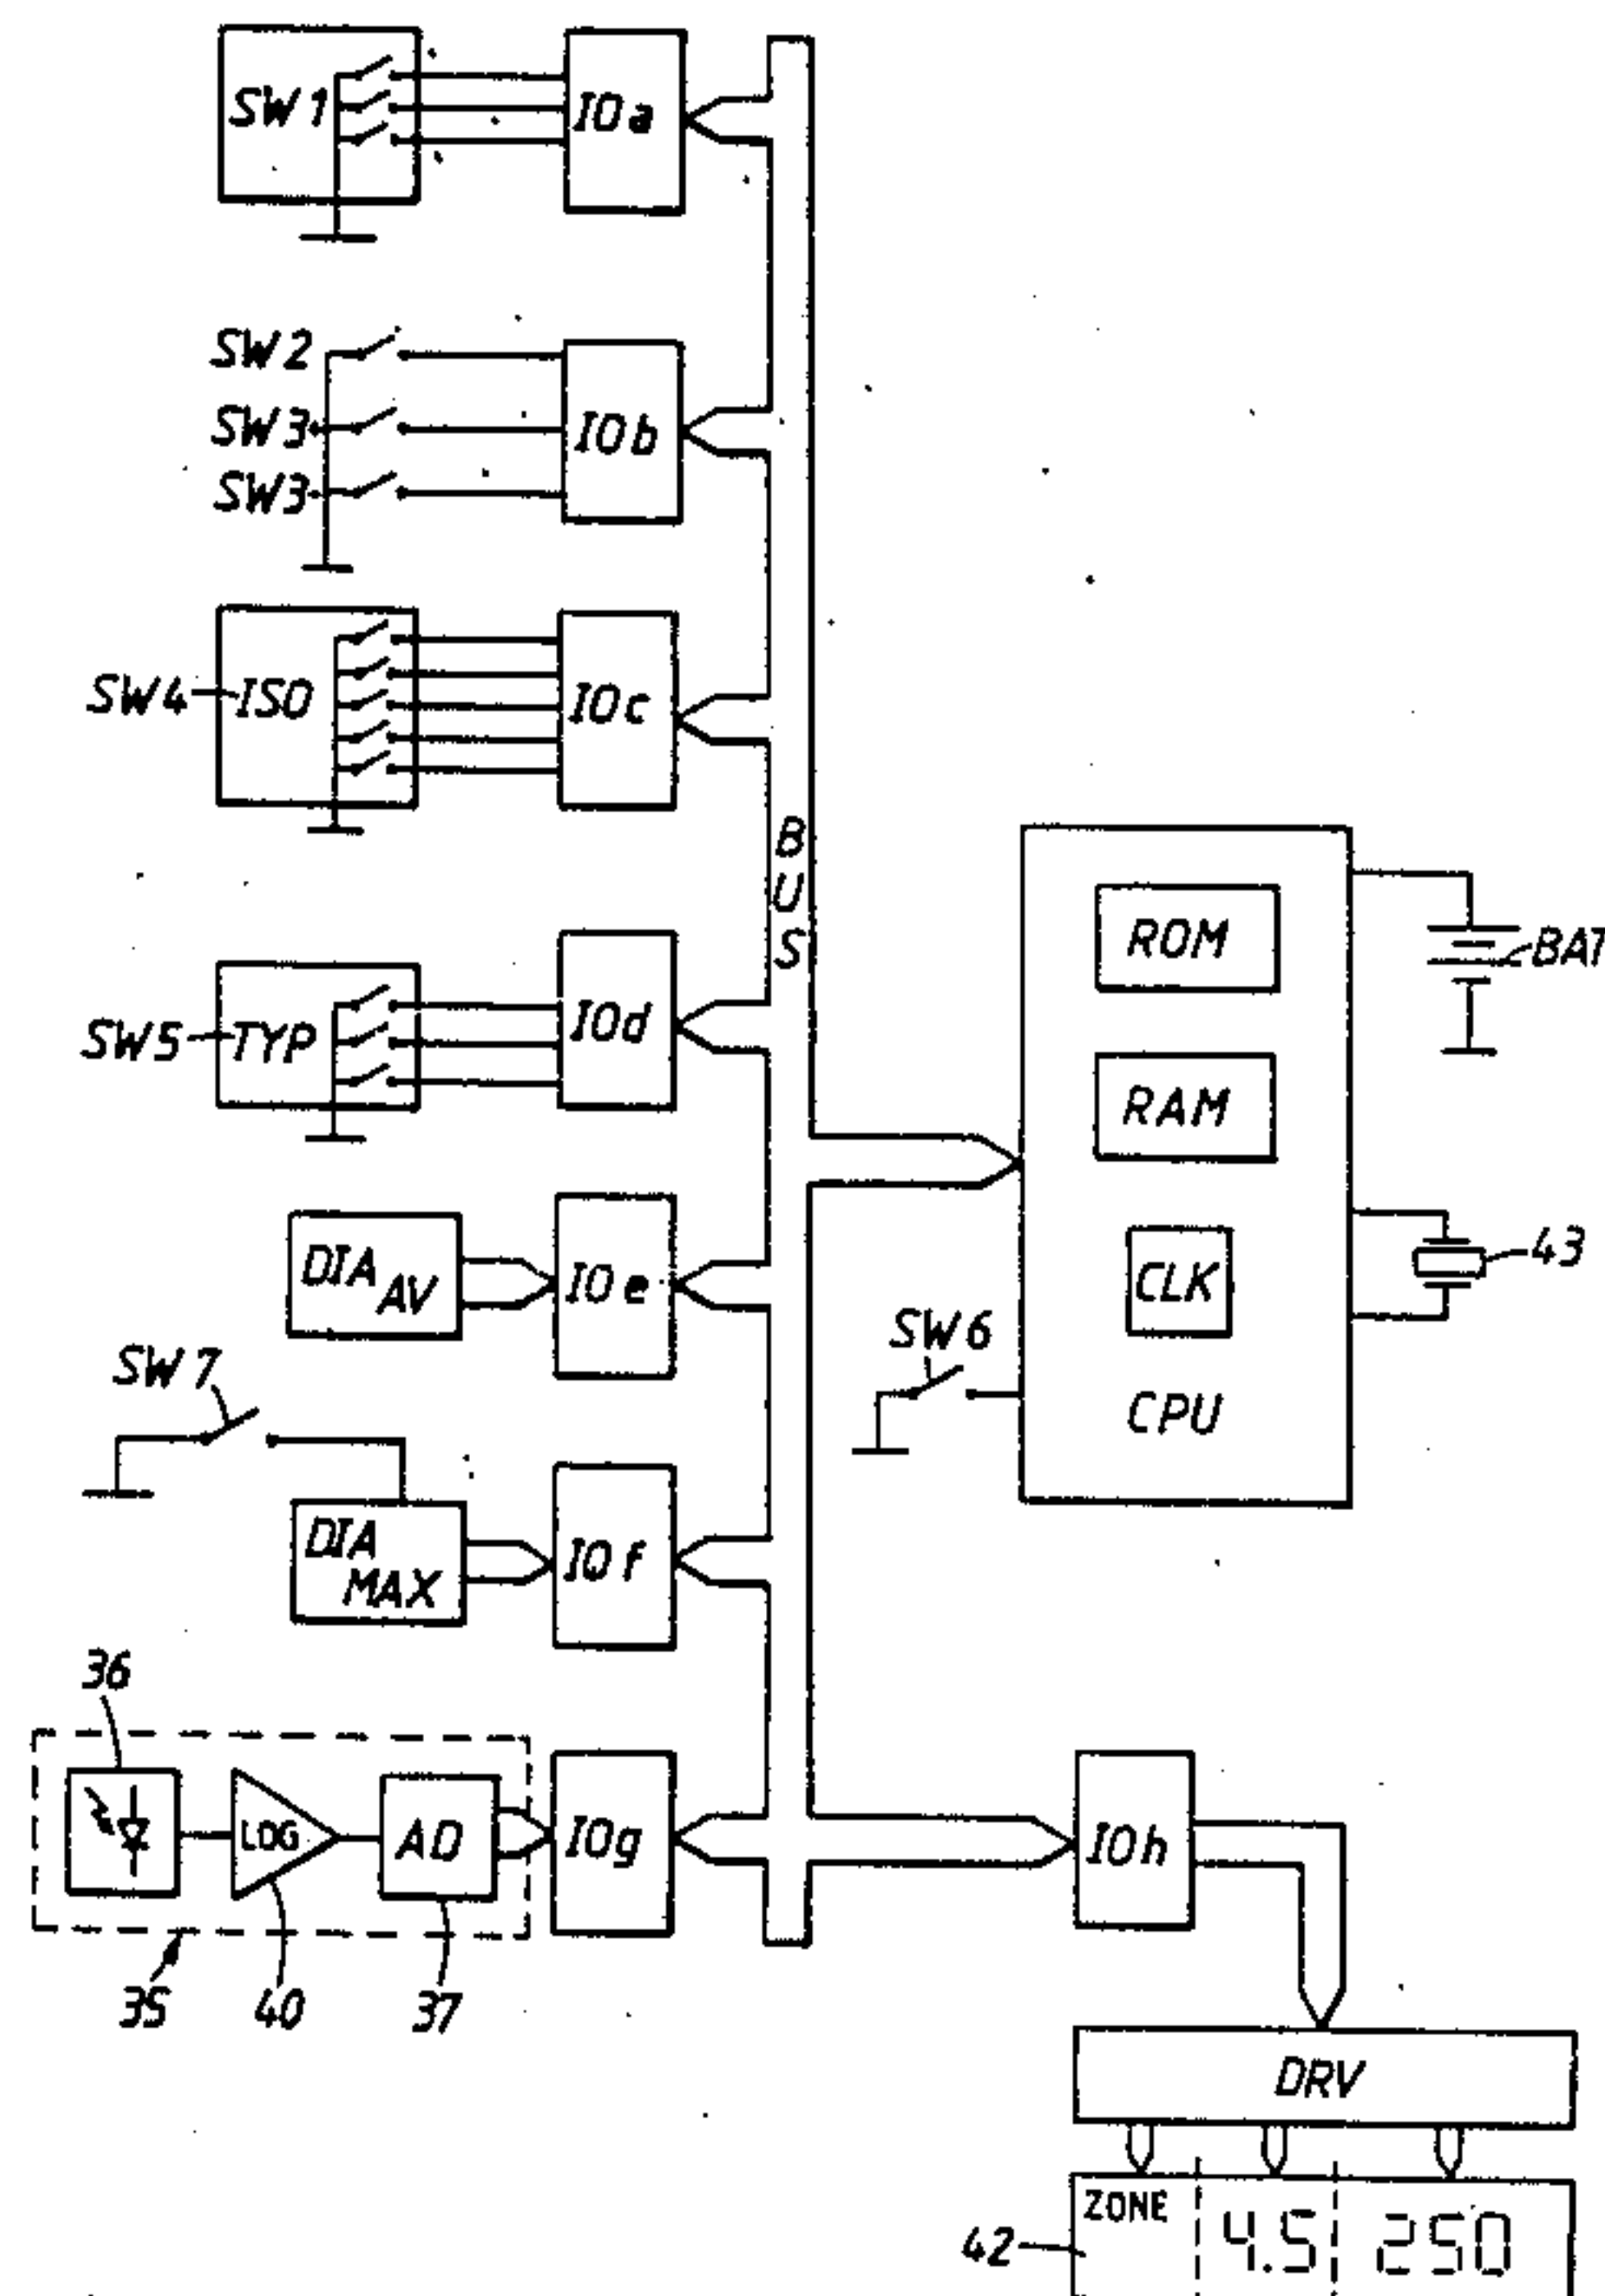 SW1
IOa
SW2
SW3
SW3
IOb
SW4
ISO
IOc
BUS
SW5
TYP
IOd
ROM
BAT
RAM
DIA AV
IOe
CLK
43
SW6
CPU
SW7
DIA MAX
IOf
36
LOG
AD
IOg
IOh
35
40
37
DRV
ZONE
4.5
250
42